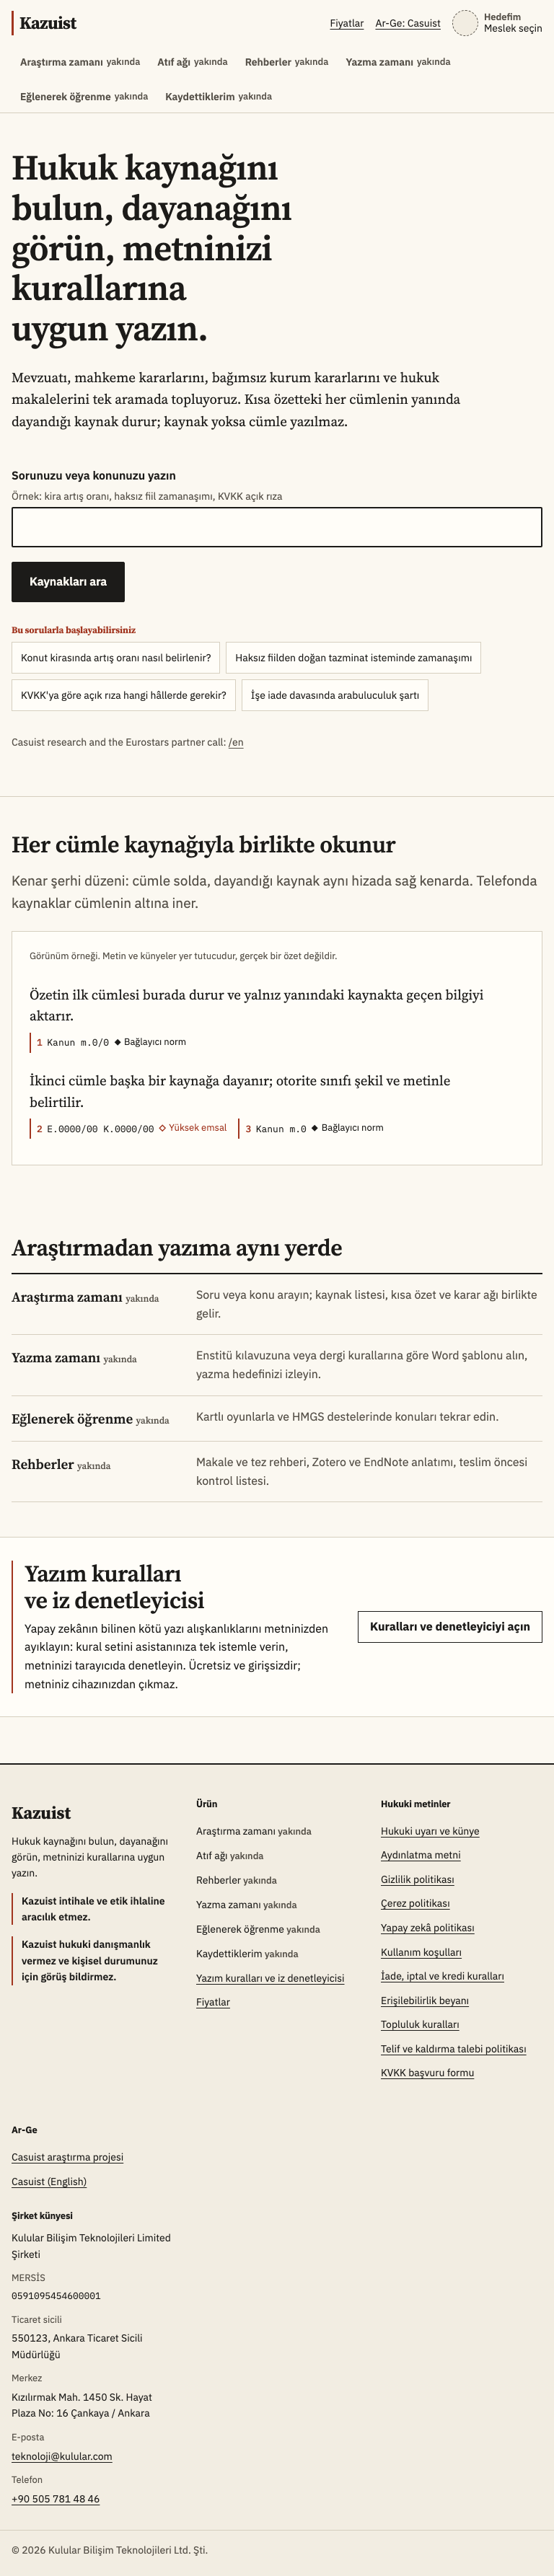 Kazuist
Fiyatlar
Ar-Ge: Casuist
Hedefim
Meslek seçin
Araştırma zamanı yakında
Atıf ağı yakında
Rehberler yakında
Yazma zamanı yakında
Eğlenerek öğrenme yakında
Kaydettiklerim yakında
Hukuk kaynağını
bulun, dayanağını
görün, metninizi
kurallarına
uygun yazın.
Mevzuatı, mahkeme kararlarını, bağımsız kurum kararlarını ve hukuk
makalelerini tek aramada topluyoruz. Kısa özetteki her cümlenin yanında
dayandığı kaynak durur; kaynak yoksa cümle yazılmaz.
Sorunuzu veya konunuzu yazın
Örnek: kira artış oranı, haksız fiil zamanaşımı, KVKK açık rıza
Kaynakları ara
Bu sorularla başlayabilirsiniz
Konut kirasında artış oranı nasıl belirlenir?
Haksız fiilden doğan tazminat isteminde zamanaşımı
KVKK'ya göre açık rıza hangi hâllerde gerekir?
İşe iade davasında arabuluculuk şartı
Casuist research and the Eurostars partner call: /en
Her cümle kaynağıyla birlikte okunur
Kenar şerhi düzeni: cümle solda, dayandığı kaynak aynı hizada sağ kenarda. Telefonda
kaynaklar cümlenin altına iner.
Görünüm örneği. Metin ve künyeler yer tutucudur, gerçek bir özet değildir.
Özetin ilk cümlesi burada durur ve yalnız yanındaki kaynakta geçen bilgiyi
aktarır.
1 Kanun m.0/0 ◆ Bağlayıcı norm
İkinci cümle başka bir kaynağa dayanır; otorite sınıfı şekil ve metinle
belirtilir.
2 E.0000/00 K.0000/00 ◇ Yüksek emsal
3 Kanun m.0 ◆ Bağlayıcı norm
Araştırmadan yazıma aynı yerde
Araştırma zamanı yakında
Soru veya konu arayın; kaynak listesi, kısa özet ve karar ağı birlikte
gelir.
Yazma zamanı yakında
Enstitü kılavuzuna veya dergi kurallarına göre Word şablonu alın,
yazma hedefinizi izleyin.
Eğlenerek öğrenme yakında
Kartlı oyunlarla ve HMGS destelerinde konuları tekrar edin.
Rehberler yakında
Makale ve tez rehberi, Zotero ve EndNote anlatımı, teslim öncesi
kontrol listesi.
Yazım kuralları
ve iz denetleyicisi
Yapay zekânın bilinen kötü yazı alışkanlıklarını metninizden
ayıklayın: kural setini asistanınıza tek istemle verin,
metninizi tarayıcıda denetleyin. Ücretsiz ve girişsizdir;
metniniz cihazınızdan çıkmaz.
Kuralları ve denetleyiciyi açın
Kazuist
Hukuk kaynağını bulun, dayanağını
görün, metninizi kurallarına uygun
yazın.
Kazuist intihale ve etik ihlaline
aracılık etmez.
Kazuist hukuki danışmanlık
vermez ve kişisel durumunuz
için görüş bildirmez.
Ürün
Araştırma zamanı yakında
Atıf ağı yakında
Rehberler yakında
Yazma zamanı yakında
Eğlenerek öğrenme yakında
Kaydettiklerim yakında
Yazım kuralları ve iz denetleyicisi
Fiyatlar
Hukuki metinler
Hukuki uyarı ve künye
Aydınlatma metni
Gizlilik politikası
Çerez politikası
Yapay zekâ politikası
Kullanım koşulları
İade, iptal ve kredi kuralları
Erişilebilirlik beyanı
Topluluk kuralları
Telif ve kaldırma talebi politikası
KVKK başvuru formu
Ar-Ge
Casuist araştırma projesi
Casuist (English)
Şirket künyesi
Kulular Bilişim Teknolojileri Limited
Şirketi
MERSİS
0591095454600001
Ticaret sicili
550123, Ankara Ticaret Sicili
Müdürlüğü
Merkez
Kızılırmak Mah. 1450 Sk. Hayat
Plaza No: 16 Çankaya / Ankara
E-posta
teknoloji@kulular.com
Telefon
+90 505 781 48 46
© 2026 Kulular Bilişim Teknolojileri Ltd. Şti.